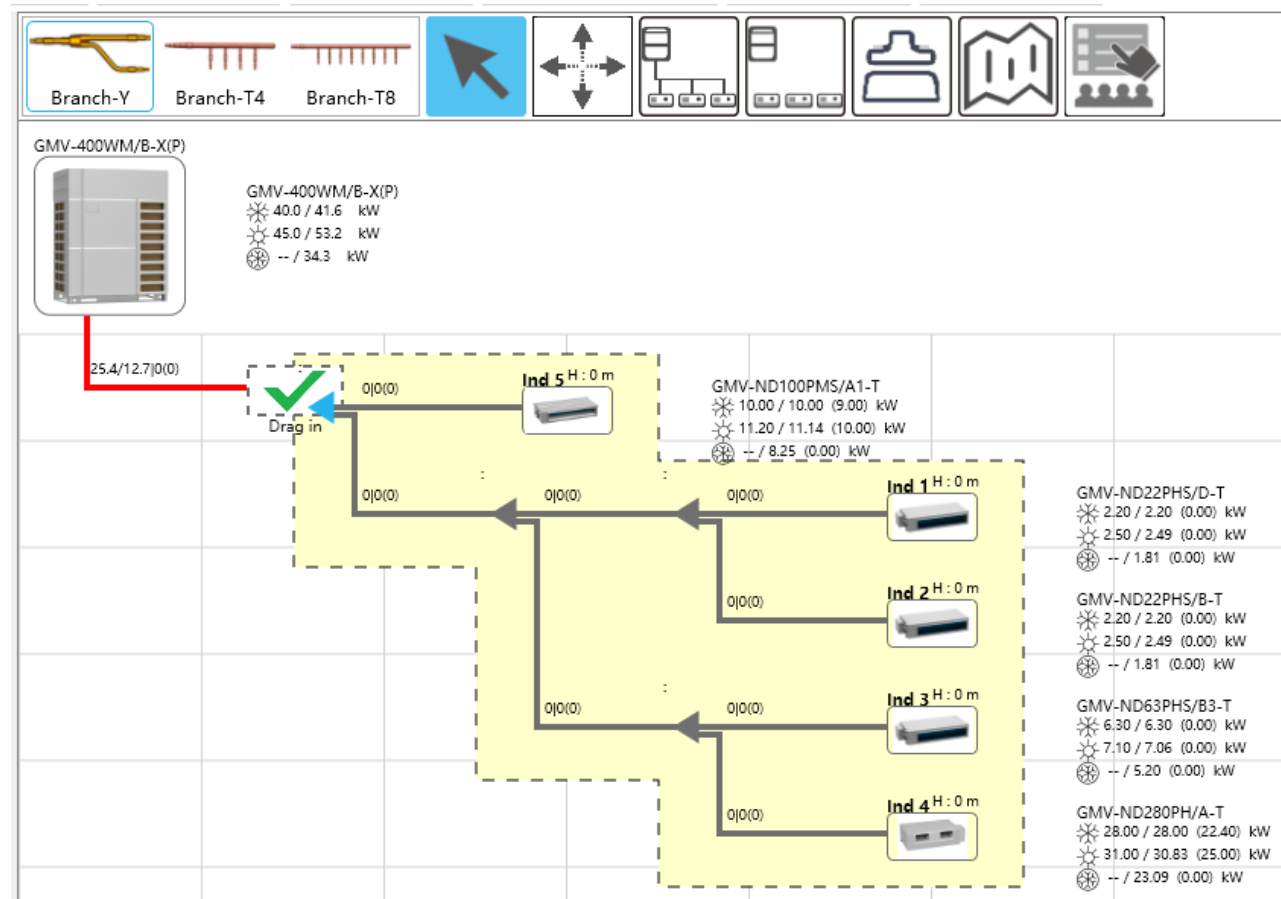 Branch-Y
Branch-T4
Branch-T8
GMV-400WM/B-X(P)
GMV-400WM/B-X(P)
40.0 / 41.6 kW
45.0 / 53.2 kW
-- / 34.3 kW
25.4/12.7|0(0)
Drag in
0|0(0)
Ind 5 H : 0 m
GMV-ND100PMS/A1-T
10.00 / 10.00 (9.00) kW
11.20 / 11.14 (10.00) kW
-- / 8.25 (0.00) kW
:
0|0(0)
0|0(0)
0|0(0)
Ind 1 H : 0 m
GMV-ND22PHS/D-T
2.20 / 2.20 (0.00) kW
2.50 / 2.49 (0.00) kW
-- / 1.81 (0.00) kW
0|0(0)
Ind 2 H : 0 m
GMV-ND22PHS/B-T
2.20 / 2.20 (0.00) kW
2.50 / 2.49 (0.00) kW
-- / 1.81 (0.00) kW
:
0|0(0)
0|0(0)
Ind 3 H : 0 m
GMV-ND63PHS/B3-T
6.30 / 6.30 (0.00) kW
7.10 / 7.06 (0.00) kW
-- / 5.20 (0.00) kW
0|0(0)
Ind 4 H : 0 m
GMV-ND280PH/A-T
28.00 / 28.00 (22.40) kW
31.00 / 30.83 (25.00) kW
-- / 23.09 (0.00) kW